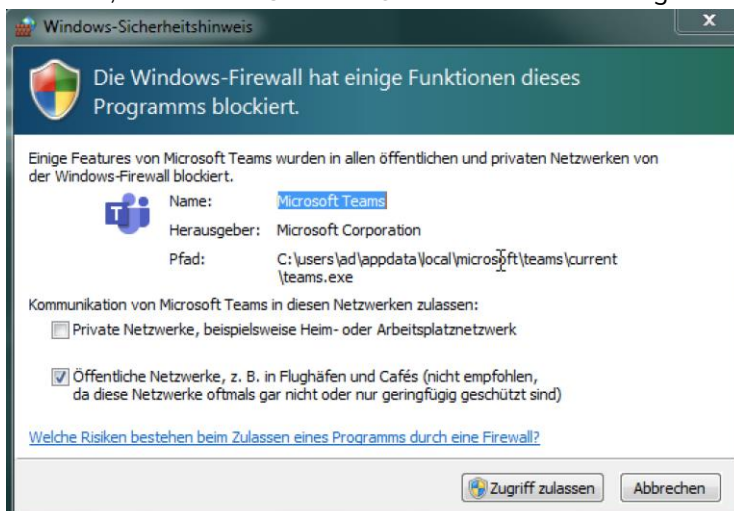 Windows-Sicherheitshinweis
Die Windows-Firewall hat einige Funktionen dieses
Programms blockiert.
Einige Features von Microsoft Teams wurden in allen öffentlichen und privaten Netzwerken von
der Windows-Firewall blockiert.
Name: Microsoft Teams
Herausgeber: Microsoft Corporation
Pfad: C:\users\ad\appdata\local\microsoft\teams\current
\teams.exe
Kommunikation von Microsoft Teams in diesen Netzwerken zulassen:
Private Netzwerke, beispielsweise Heim- oder Arbeitsplatznetzwerk
Öffentliche Netzwerke, z. B. in Flughäfen und Cafés (nicht empfohlen,
da diese Netzwerke oftmals gar nicht oder nur geringfügig geschützt sind)
Welche Risiken bestehen beim Zulassen eines Programms durch eine Firewall?
Zugriff zulassen Abbrechen